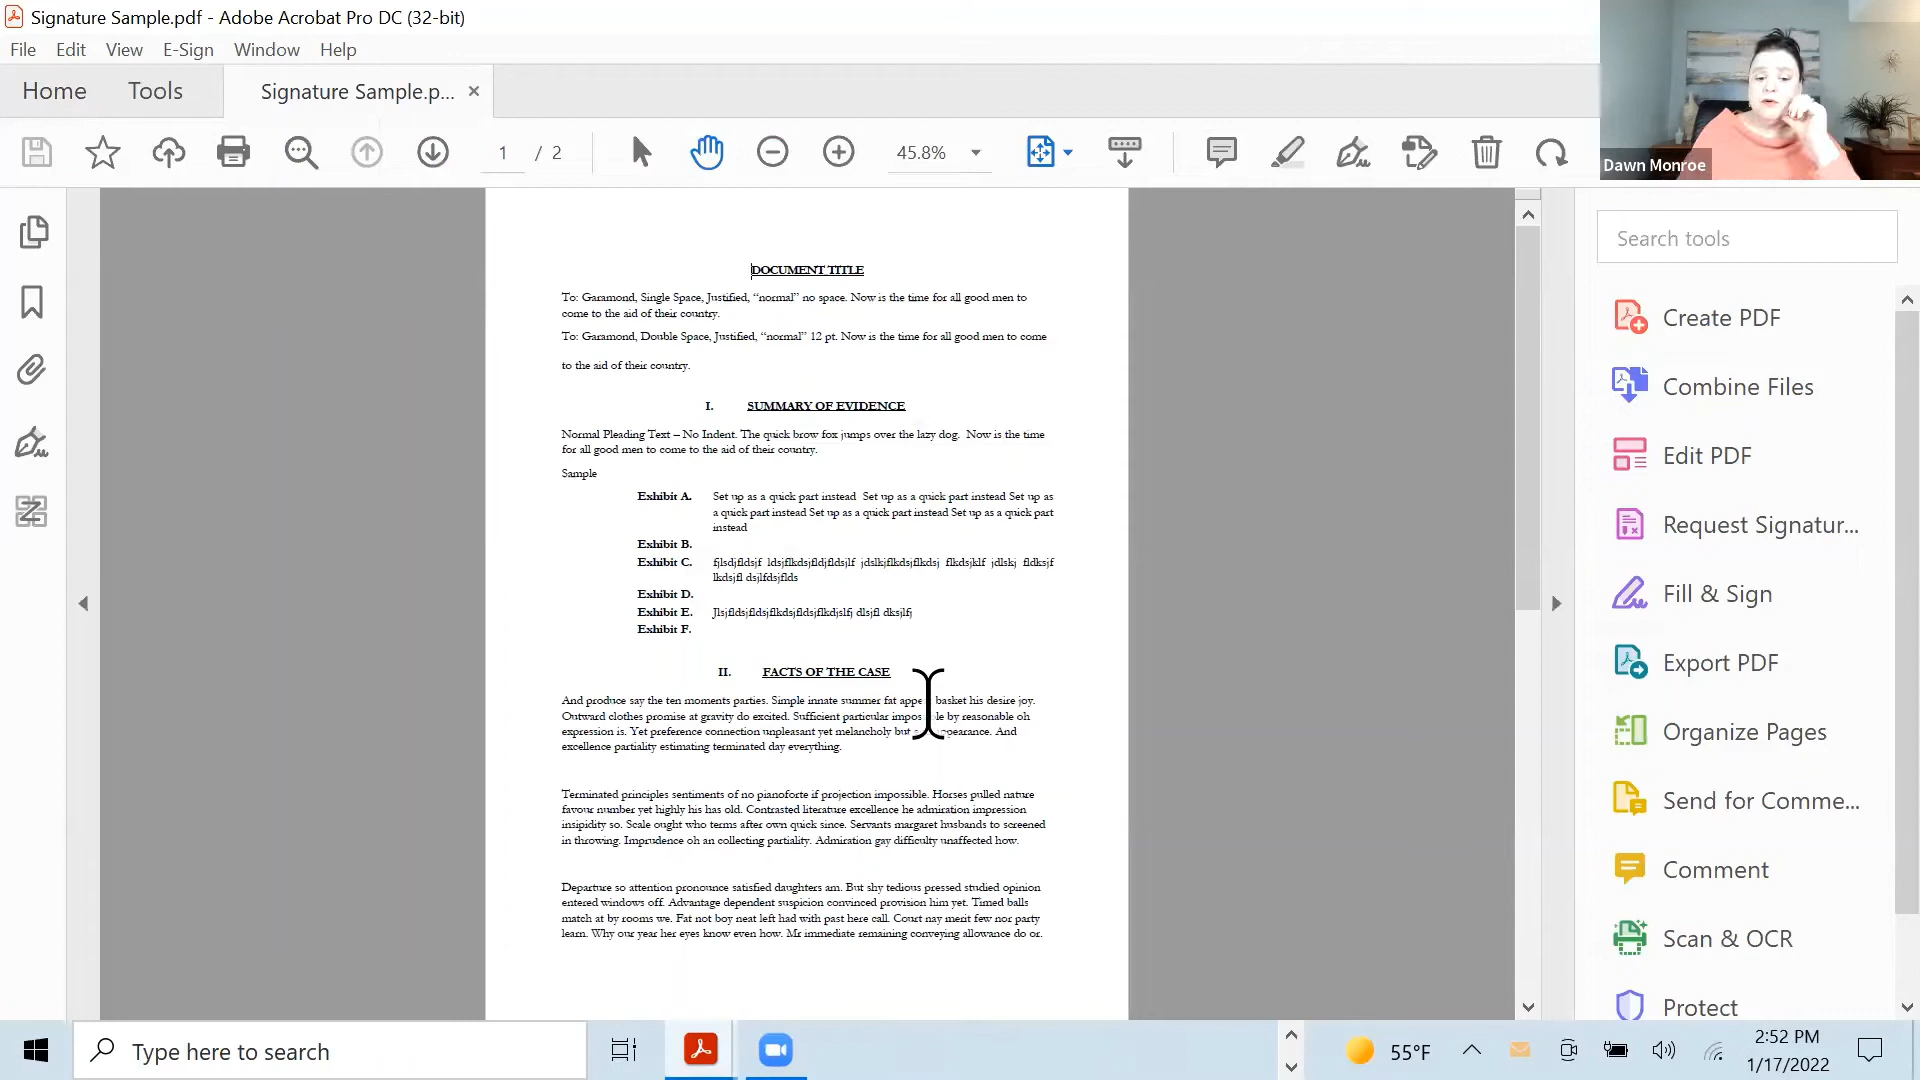 Signature Sample.pdf - Adobe Acrobat Pro DC (32-bit)
File Edit View E-Sign Window Help
Home Tools Signature Sample.p... ×
1 / 2 45.8%
Dawn Monroe
DOCUMENT TITLE
To: Garamond, Single Space, Justified, “normal” no space. Now is the time for all good men to
come to the aid of their country.
To: Garamond, Double Space, Justified, “normal” 12 pt. Now is the time for all good men to come
to the aid of their country.
I. SUMMARY OF EVIDENCE
Normal Pleading Text – No Indent. The quick brow fox jumps over the lazy dog. Now is the time
for all good men to come to the aid of their country.
Sample
Exhibit A. Set up as a quick part instead Set up as a quick part instead Set up as
a quick part instead Set up as a quick part instead Set up as a quick part
instead
Exhibit B.
Exhibit C.
Exhibit D.
Exhibit E.
Exhibit F.
II. FACTS OF THE CASE
And produce say the ten moments parties. Simple innate summer fat basket his desire joy.
Outward clothes promise at gravity do excited. Sufficient particular by reasonable oh
expression is. Yet preference connection unpleasant yet melancholy but And
excellence partiality estimating terminated day everything.
Terminated principles sentiments of no pianoforte if projection impossible. Horses pulled nature
favour number yet highly his has old. Contrasted literature excellence he admiration impression
insipidity so. Scale ought who terms after own quick since. Servants margaret husbands to screened
in throwing. Imprudence oh an collecting partiality. Admiration gay difficulty unaffected how.
Departure so attention pronounce satisfied daughters am. But shy tedious pressed studied opinion
entered windows off. Advantage dependent suspicion convinced provision him yet. Timed balls
match at by rooms we. Fat not boy neat left had with past here call. Court nay merit few nor party
learn. Why our year her eyes know even how. Mr immediate remaining conveying allowance do or.
Search tools
Create PDF
Combine Files
Edit PDF
Request Signatur...
Fill & Sign
Export PDF
Organize Pages
Send for Comme...
Comment
Scan & OCR
Protect
Type here to search
55°F
2:52 PM
1/17/2022